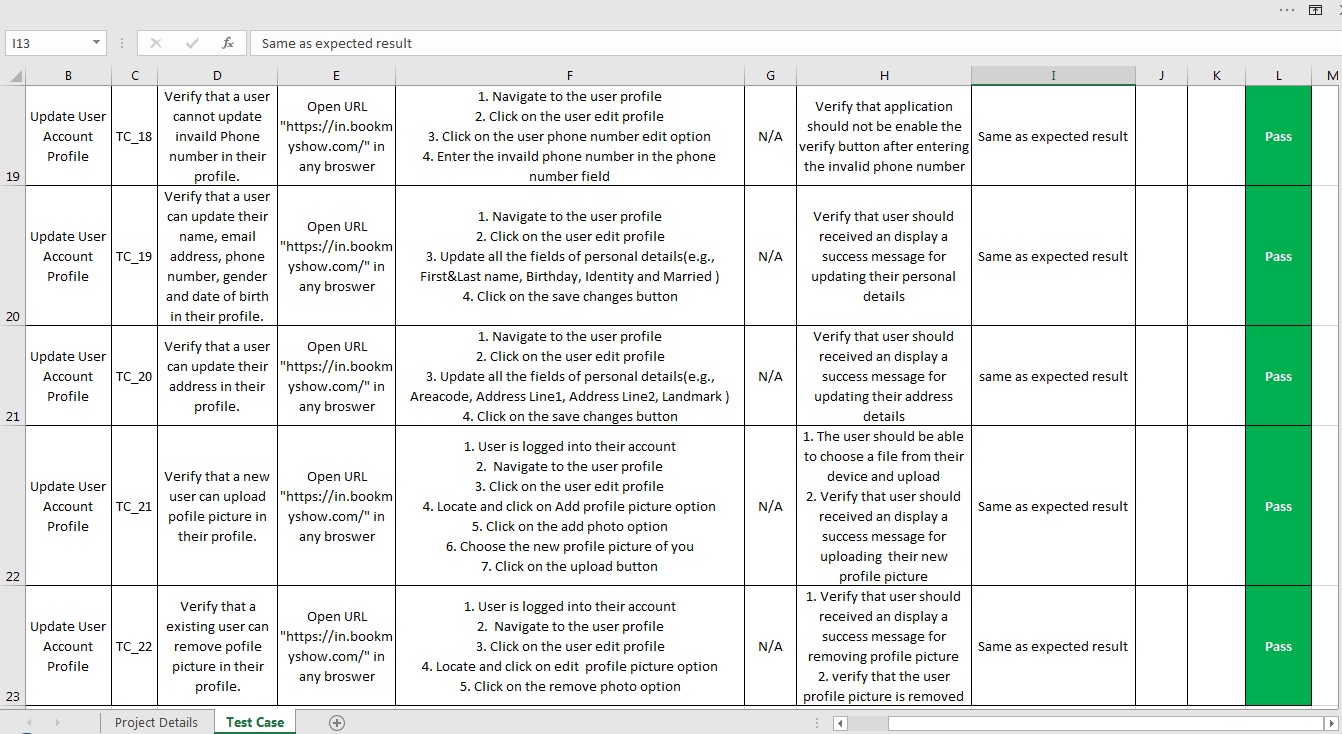 I13
fx
Same as expected result
B C D E F G H I J K L M
19
Update User
Account
Profile
TC_18
Verify that a user
cannot update
invaild Phone
number in their
profile.
Open URL
"https://in.bookm
yshow.com/" in
any broswer
1. Navigate to the user profile
2. Click on the user edit profile
3. Click on the user phone number edit option
4. Enter the invaild phone number in the phone
number field
N/A
Verify that application
should not be enable the
verify button after entering
the invalid phone number
Same as expected result
Pass
20
Update User
Account
Profile
TC_19
Verify that a user
can update their
name, email
address, phone
number, gender
and date of birth
in their profile.
Open URL
"https://in.bookm
yshow.com/" in
any broswer
1. Navigate to the user profile
2. Click on the user edit profile
3. Update all the fields of personal details(e.g.,
First&Last name, Birthday, Identity and Married )
4. Click on the save changes button
N/A
Verify that user should
received an display a
success message for
updating their personal
details
Same as expected result
Pass
21
Update User
Account
Profile
TC_20
Verify that a user
can update their
address in their
profile.
Open URL
"https://in.bookm
yshow.com/" in
any broswer
1. Navigate to the user profile
2. Click on the user edit profile
3. Update all the fields of personal details(e.g.,
Areacode, Address Line1, Address Line2, Landmark )
4. Click on the save changes button
N/A
Verify that user should
received an display a
success message for
updating their address
details
same as expected result
Pass
22
Update User
Account
Profile
TC_21
Verify that a new
user can upload
pofile picture in
their profile.
Open URL
"https://in.bookm
yshow.com/" in
any broswer
1. User is logged into their account
2.  Navigate to the user profile
3. Click on the user edit profile
4. Locate and click on Add profile picture option
5. Click on the add photo option
6. Choose the new profile picture of you
7. Click on the upload button
N/A
1. The user should be able
to choose a file from their
device and upload
2. Verify that user should
received an display a
success message for
uploading  their new
profile picture
Same as expected result
Pass
23
Update User
Account
Profile
TC_22
Verify that a
existing user can
remove pofile
picture in their
profile.
Open URL
"https://in.bookm
yshow.com/" in
any broswer
1. User is logged into their account
2.  Navigate to the user profile
3. Click on the user edit profile
4. Locate and click on edit  profile picture option
5. Click on the remove photo option
N/A
1. Verify that user should
received an display a
success message for
removing profile picture
2. verify that the user
profile picture is removed
Same as expected result
Pass
Project Details
Test Case